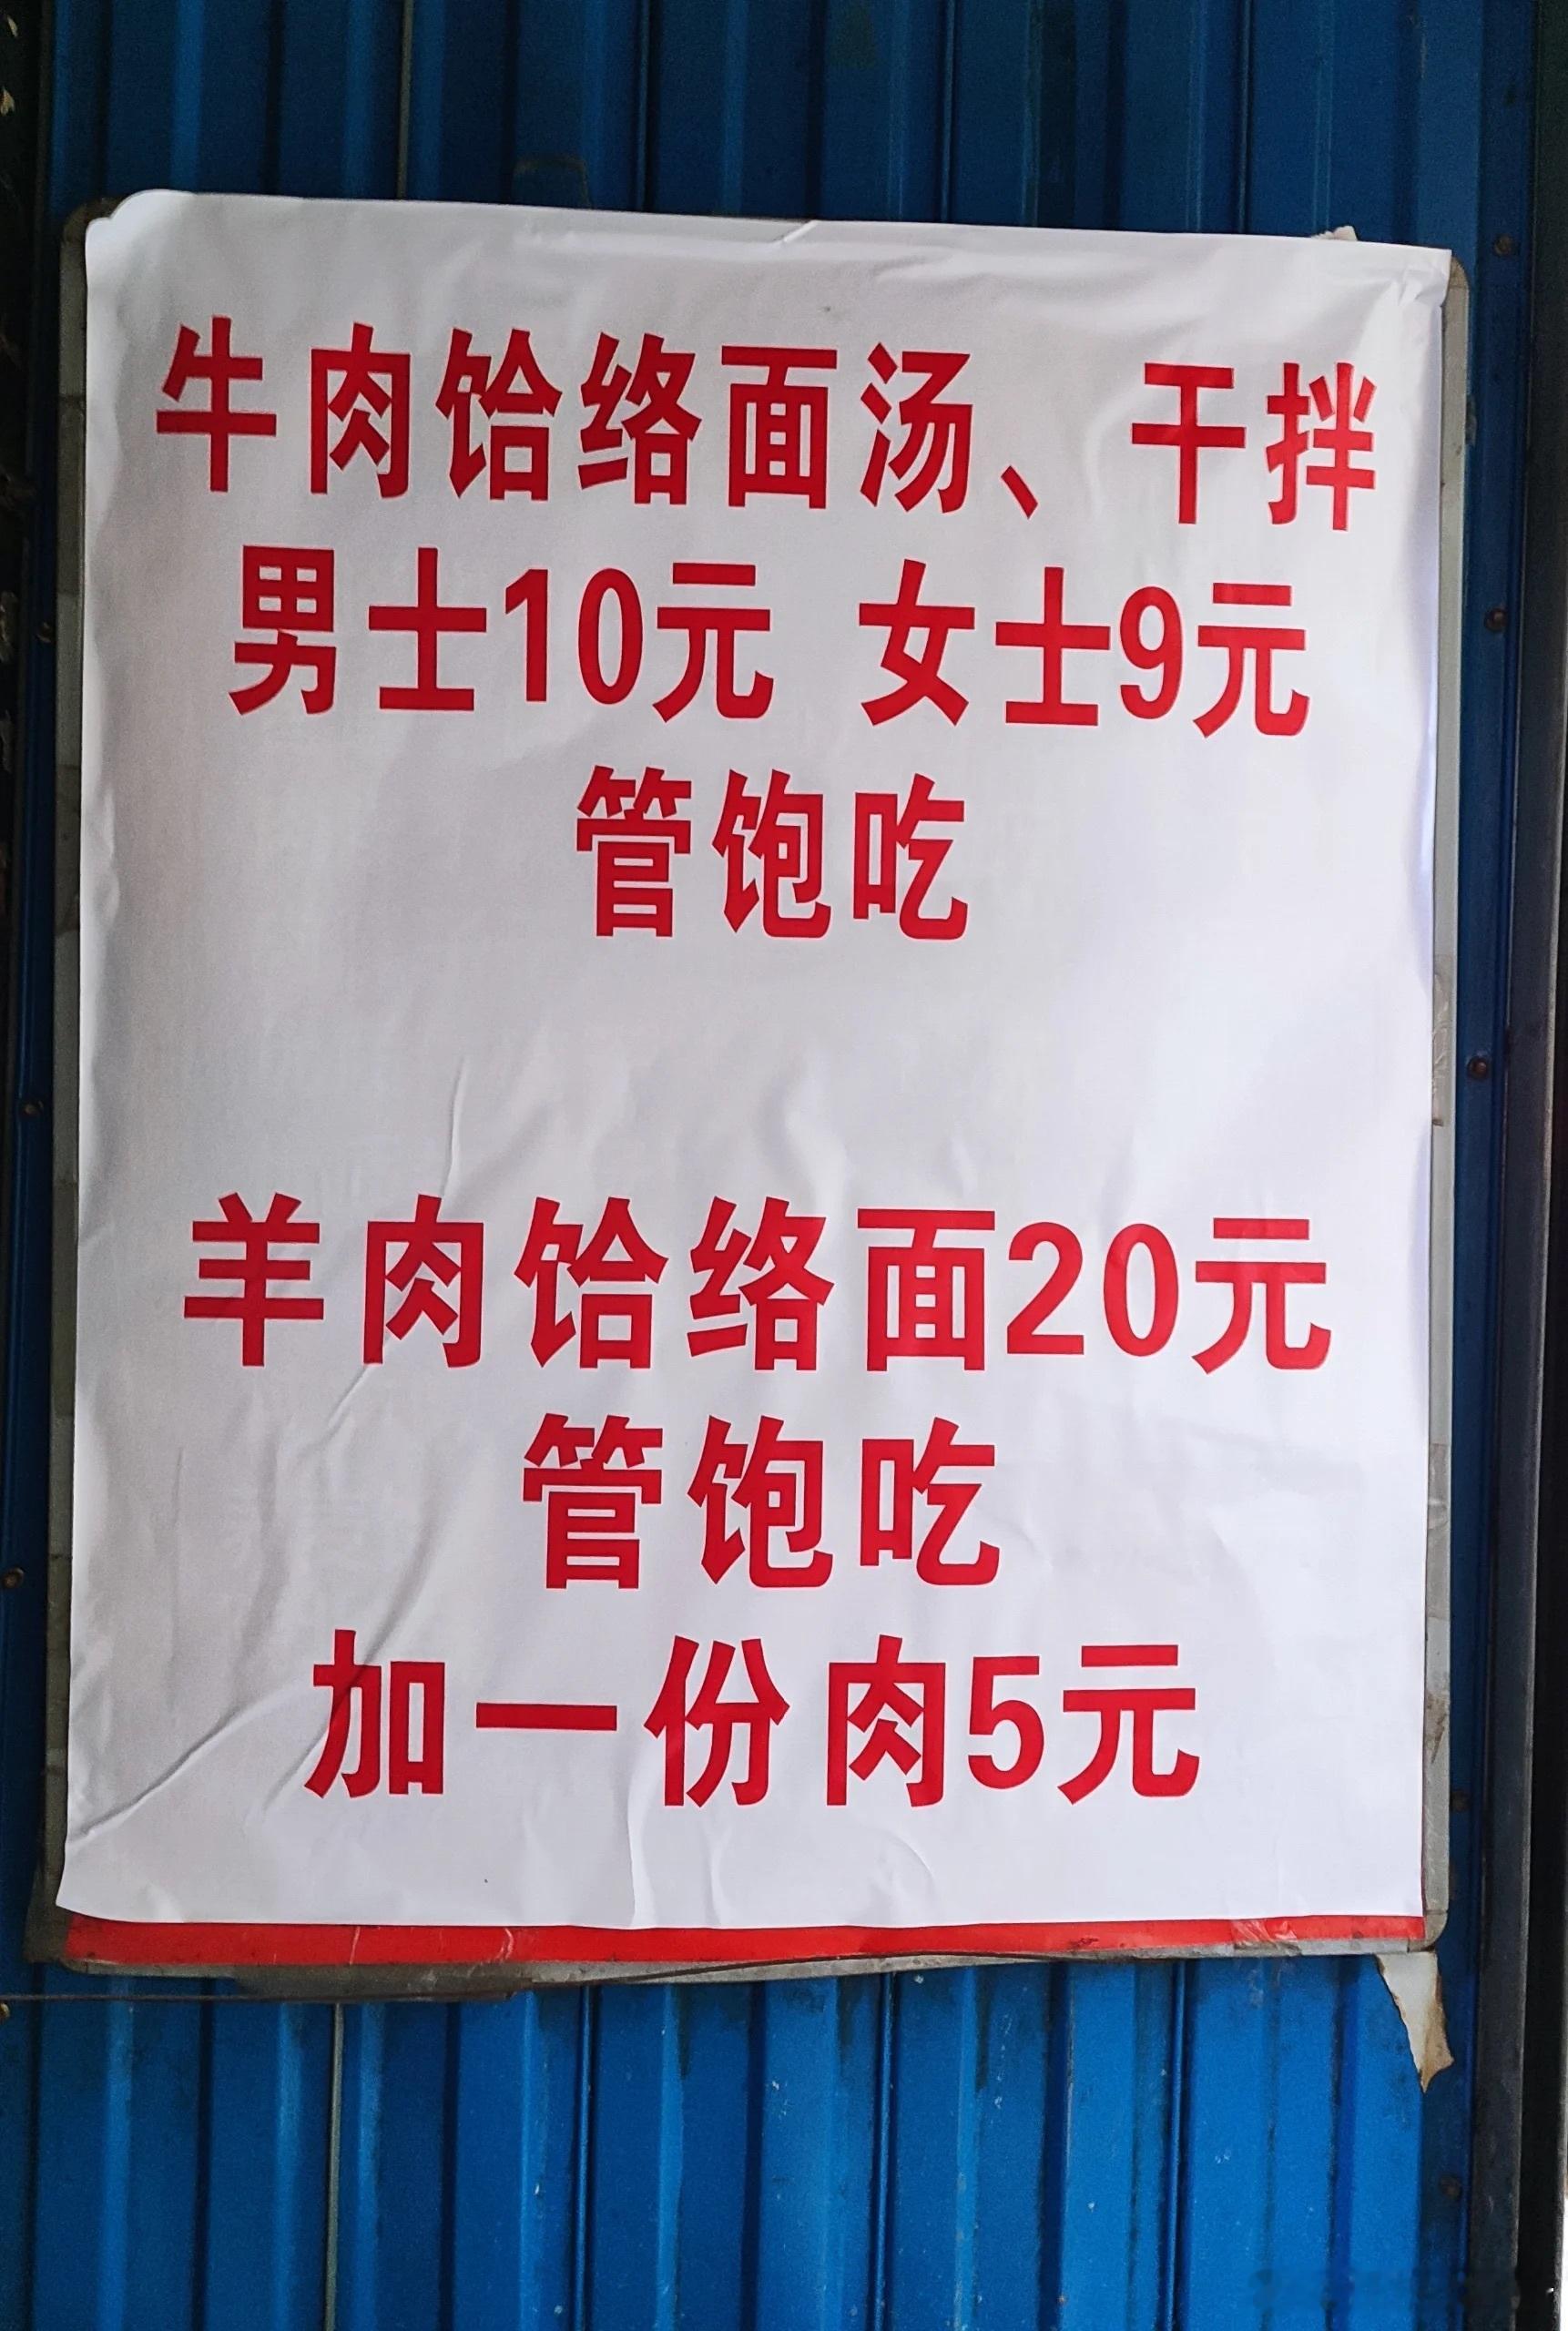 牛肉饸络面汤、干拌
男士10元 女士9元
管饱吃
羊肉饸络面20元
管饱吃
加一份肉5元